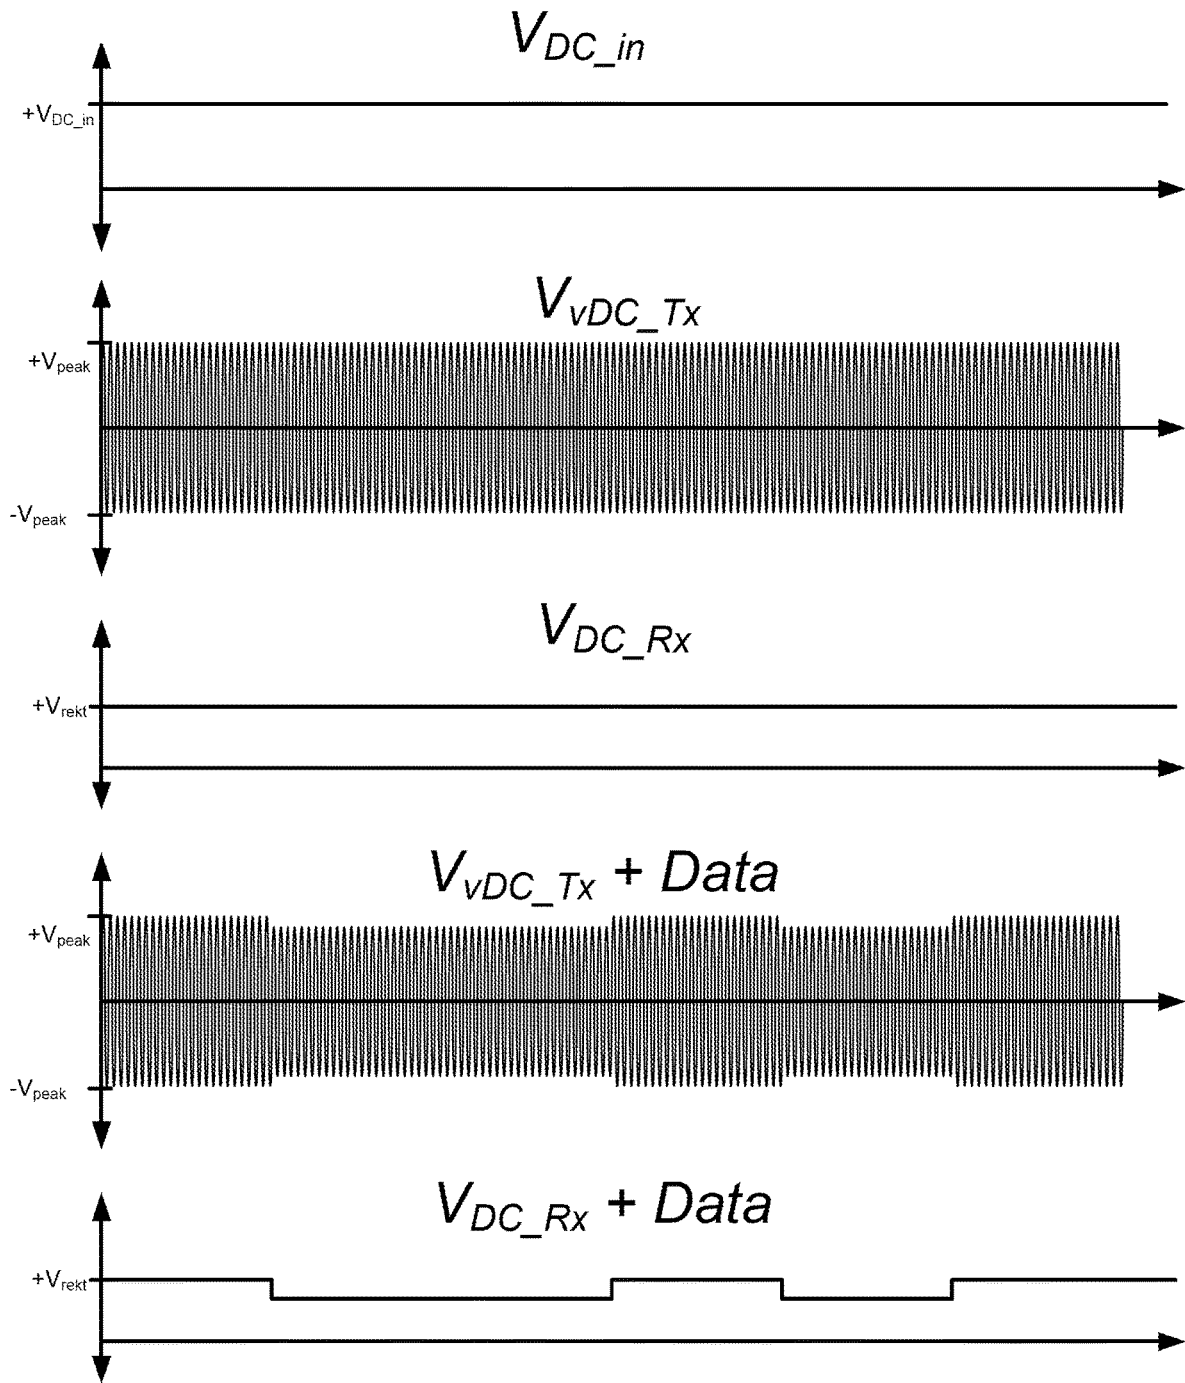 V_DC_in
+V_DC_in
V_vDC_Tx
+V_peak
-V_peak
V_DC_Rx
+V_rekt
V_vDC_Tx + Data
+V_peak
-V_peak
V_DC_Rx + Data
+V_rekt